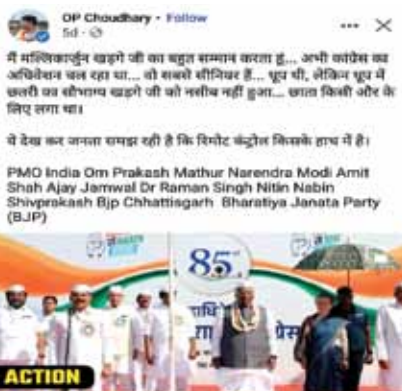 OP Choudhary · Follow
5d ·
मैं मल्लिकार्जुन खड़गे जी का बहुत सम्मान करता हूं... अभी कांग्रेस का
अधिवेशन चल रहा था... वो सबसे सीनियर हैं... धूप थी, लेकिन धूप में
छतरी का सौभाग्य खड़गे जी को नसीब नहीं हुआ... छाता किसी और के
लिए लगा था।
ये देख कर जनता समझ रही है कि रिमोट कंट्रोल किसके हाथ में है।
PMO India Om Prakash Mathur Narendra Modi Amit
Shah Ajay Jamwal Dr Raman Singh Nitin Nabin
Shivprakash Bjp Chhattisgarh Bharatiya Janata Party
(BJP)
85
ACTION